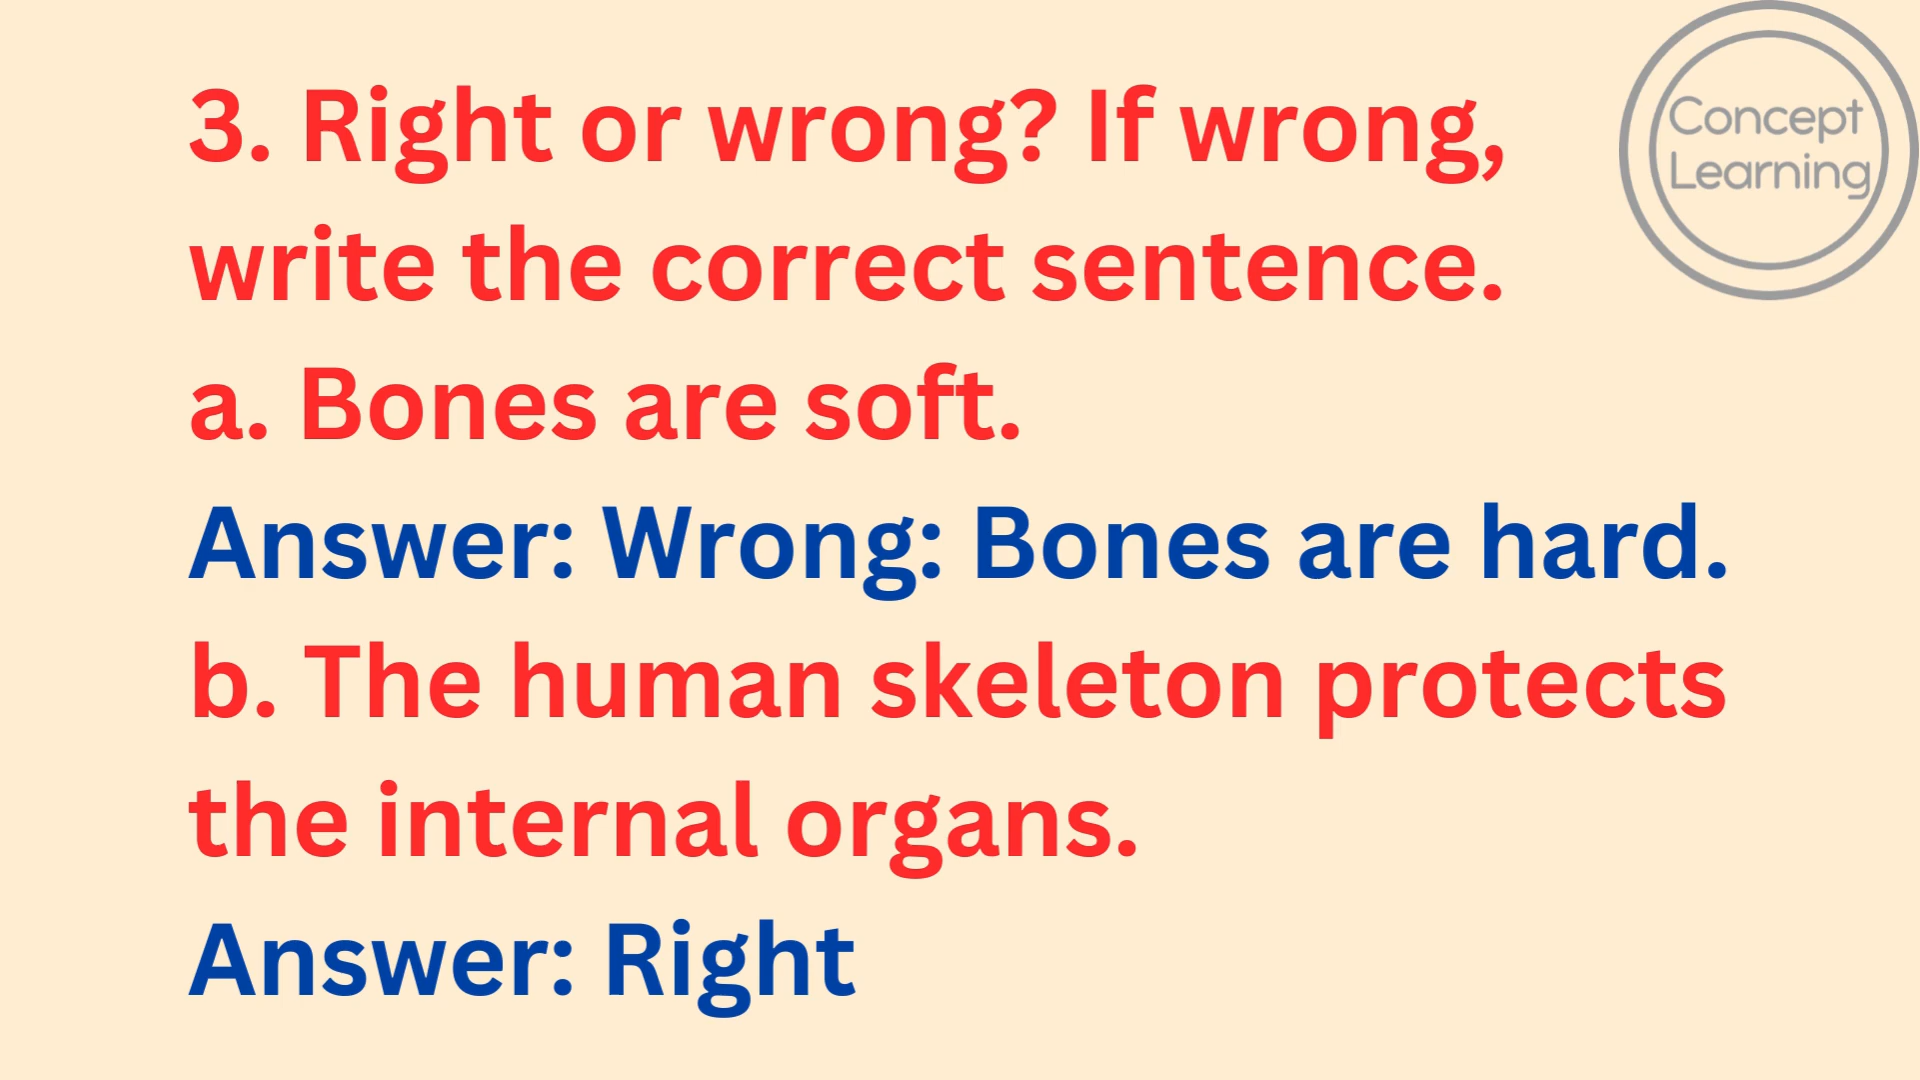 3. Right or wrong? If wrong,
write the correct sentence.
a. Bones are soft.
Answer: Wrong: Bones are hard.
b. The human skeleton protects
the internal organs.
Answer: Right
Concept
Learning